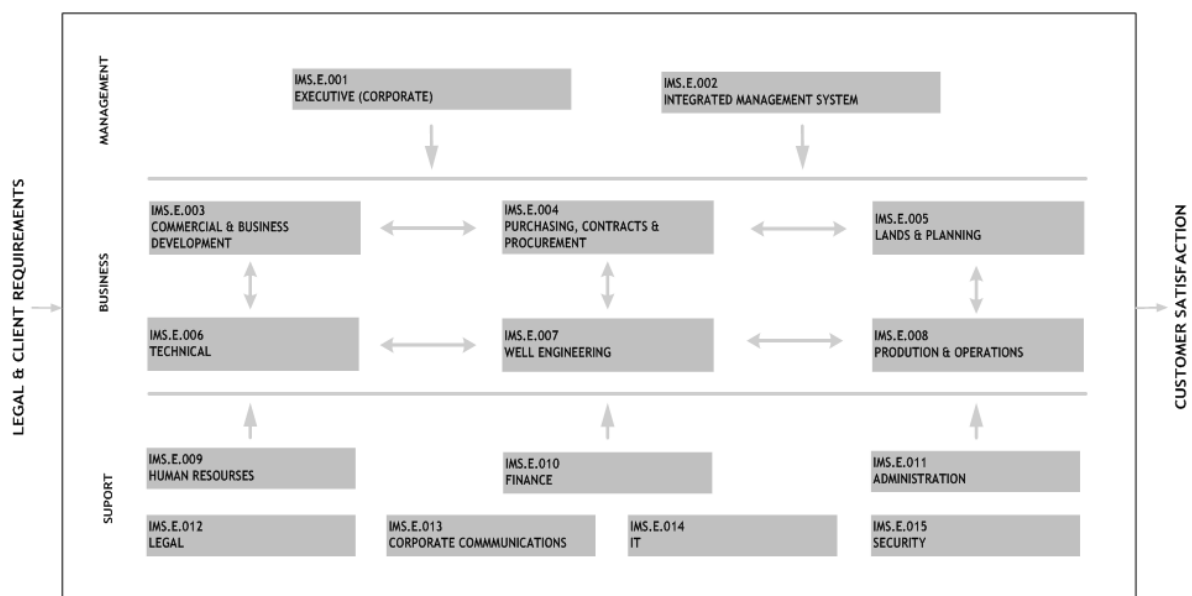 LEGAL & CLIENT REQUIREMENTS
MANAGEMENT
IMS.E.001
EXECUTIVE (CORPORATE)
IMS.E.002
INTEGRATED MANAGEMENT SYSTEM
BUSINESS
IMS.E.003
COMMERCIAL & BUSINESS
DEVELOPMENT
IMS.E.004
PURCHASING, CONTRACTS &
PROCUREMENT
IMS.E.005
LANDS & PLANNING
IMS.E.006
TECHNICAL
IMS.E.007
WELL ENGINEERING
IMS.E.008
PRODUTION & OPERATIONS
SUPORT
IMS.E.009
HUMAN RESOURSES
IMS.E.010
FINANCE
IMS.E.011
ADMINISTRATION
IMS.E.012
LEGAL
IMS.E.013
CORPORATE COMMMUNICATIONS
IMS.E.014
IT
IMS.E.015
SECURITY
CUSTOMER SATISFACTION